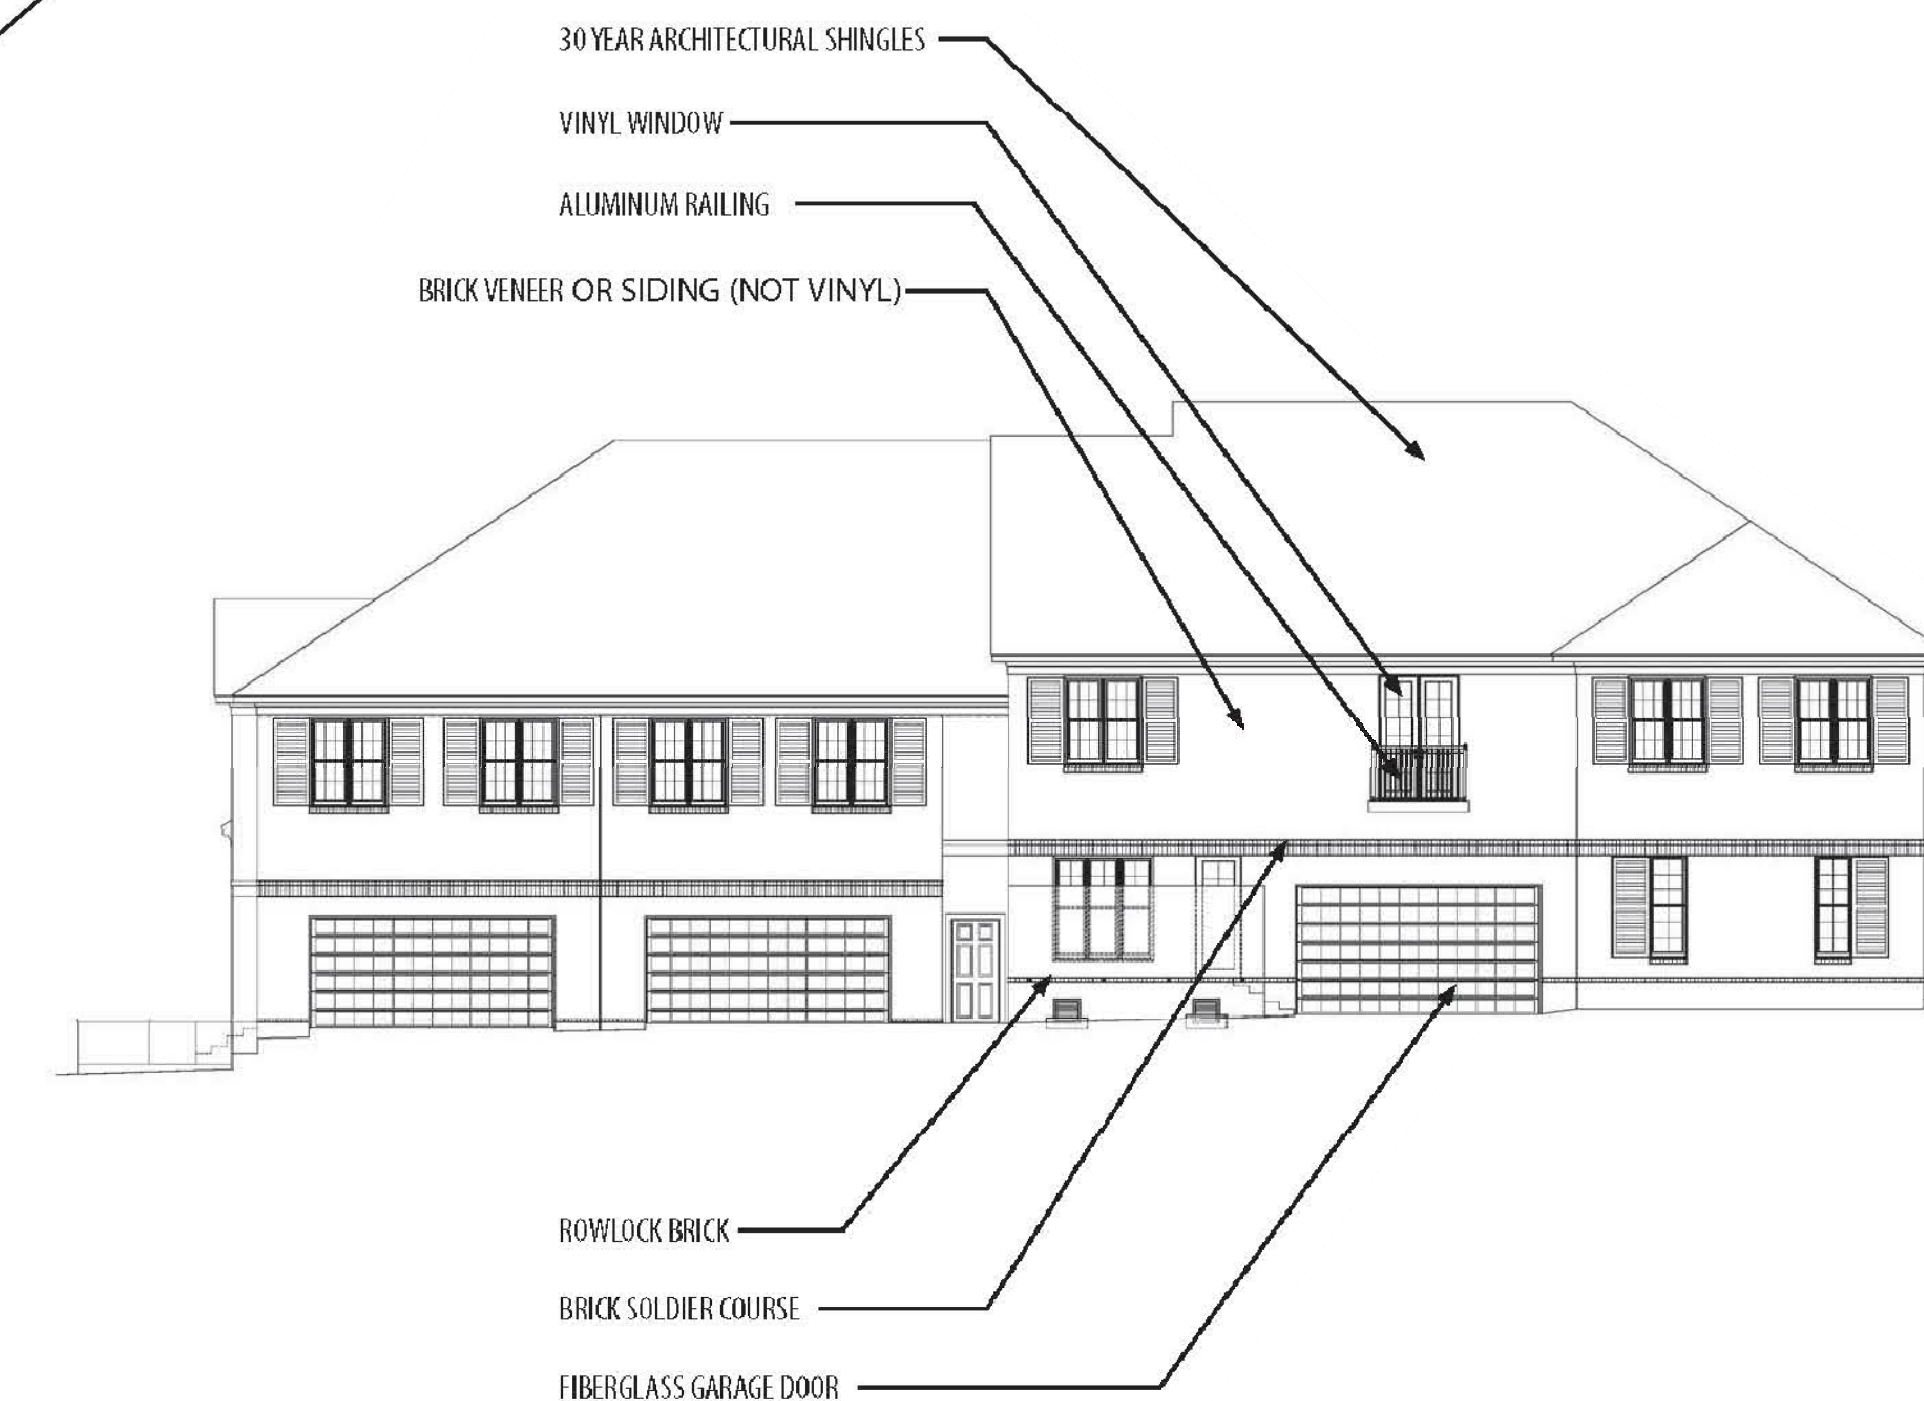 30 YEAR ARCHITECTURAL SHINGLES
VINYL WINDOW
ALUMINUM RAILING
BRICK VENEER OR SIDING (NOT VINYL)
ROWLOCK BRICK
BRICK SOLDIER COURSE
FIBERGLASS GARAGE DOOR